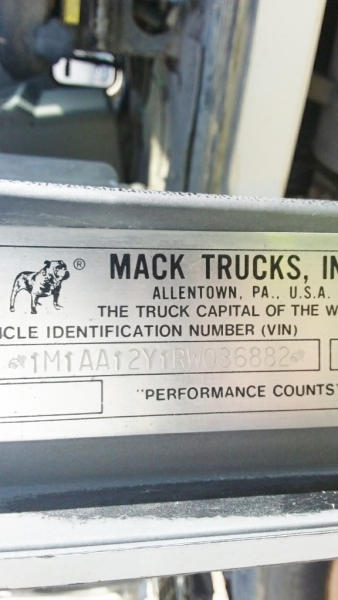 ®
MACK TRUCKS, IN
ALLENTOWN, PA., U.S.A.
THE TRUCK CAPITAL OF THE W
ICLE IDENTIFICATION NUMBER (VIN)
1M1AA12Y1RW036882
"PERFORMANCE COUNTS"